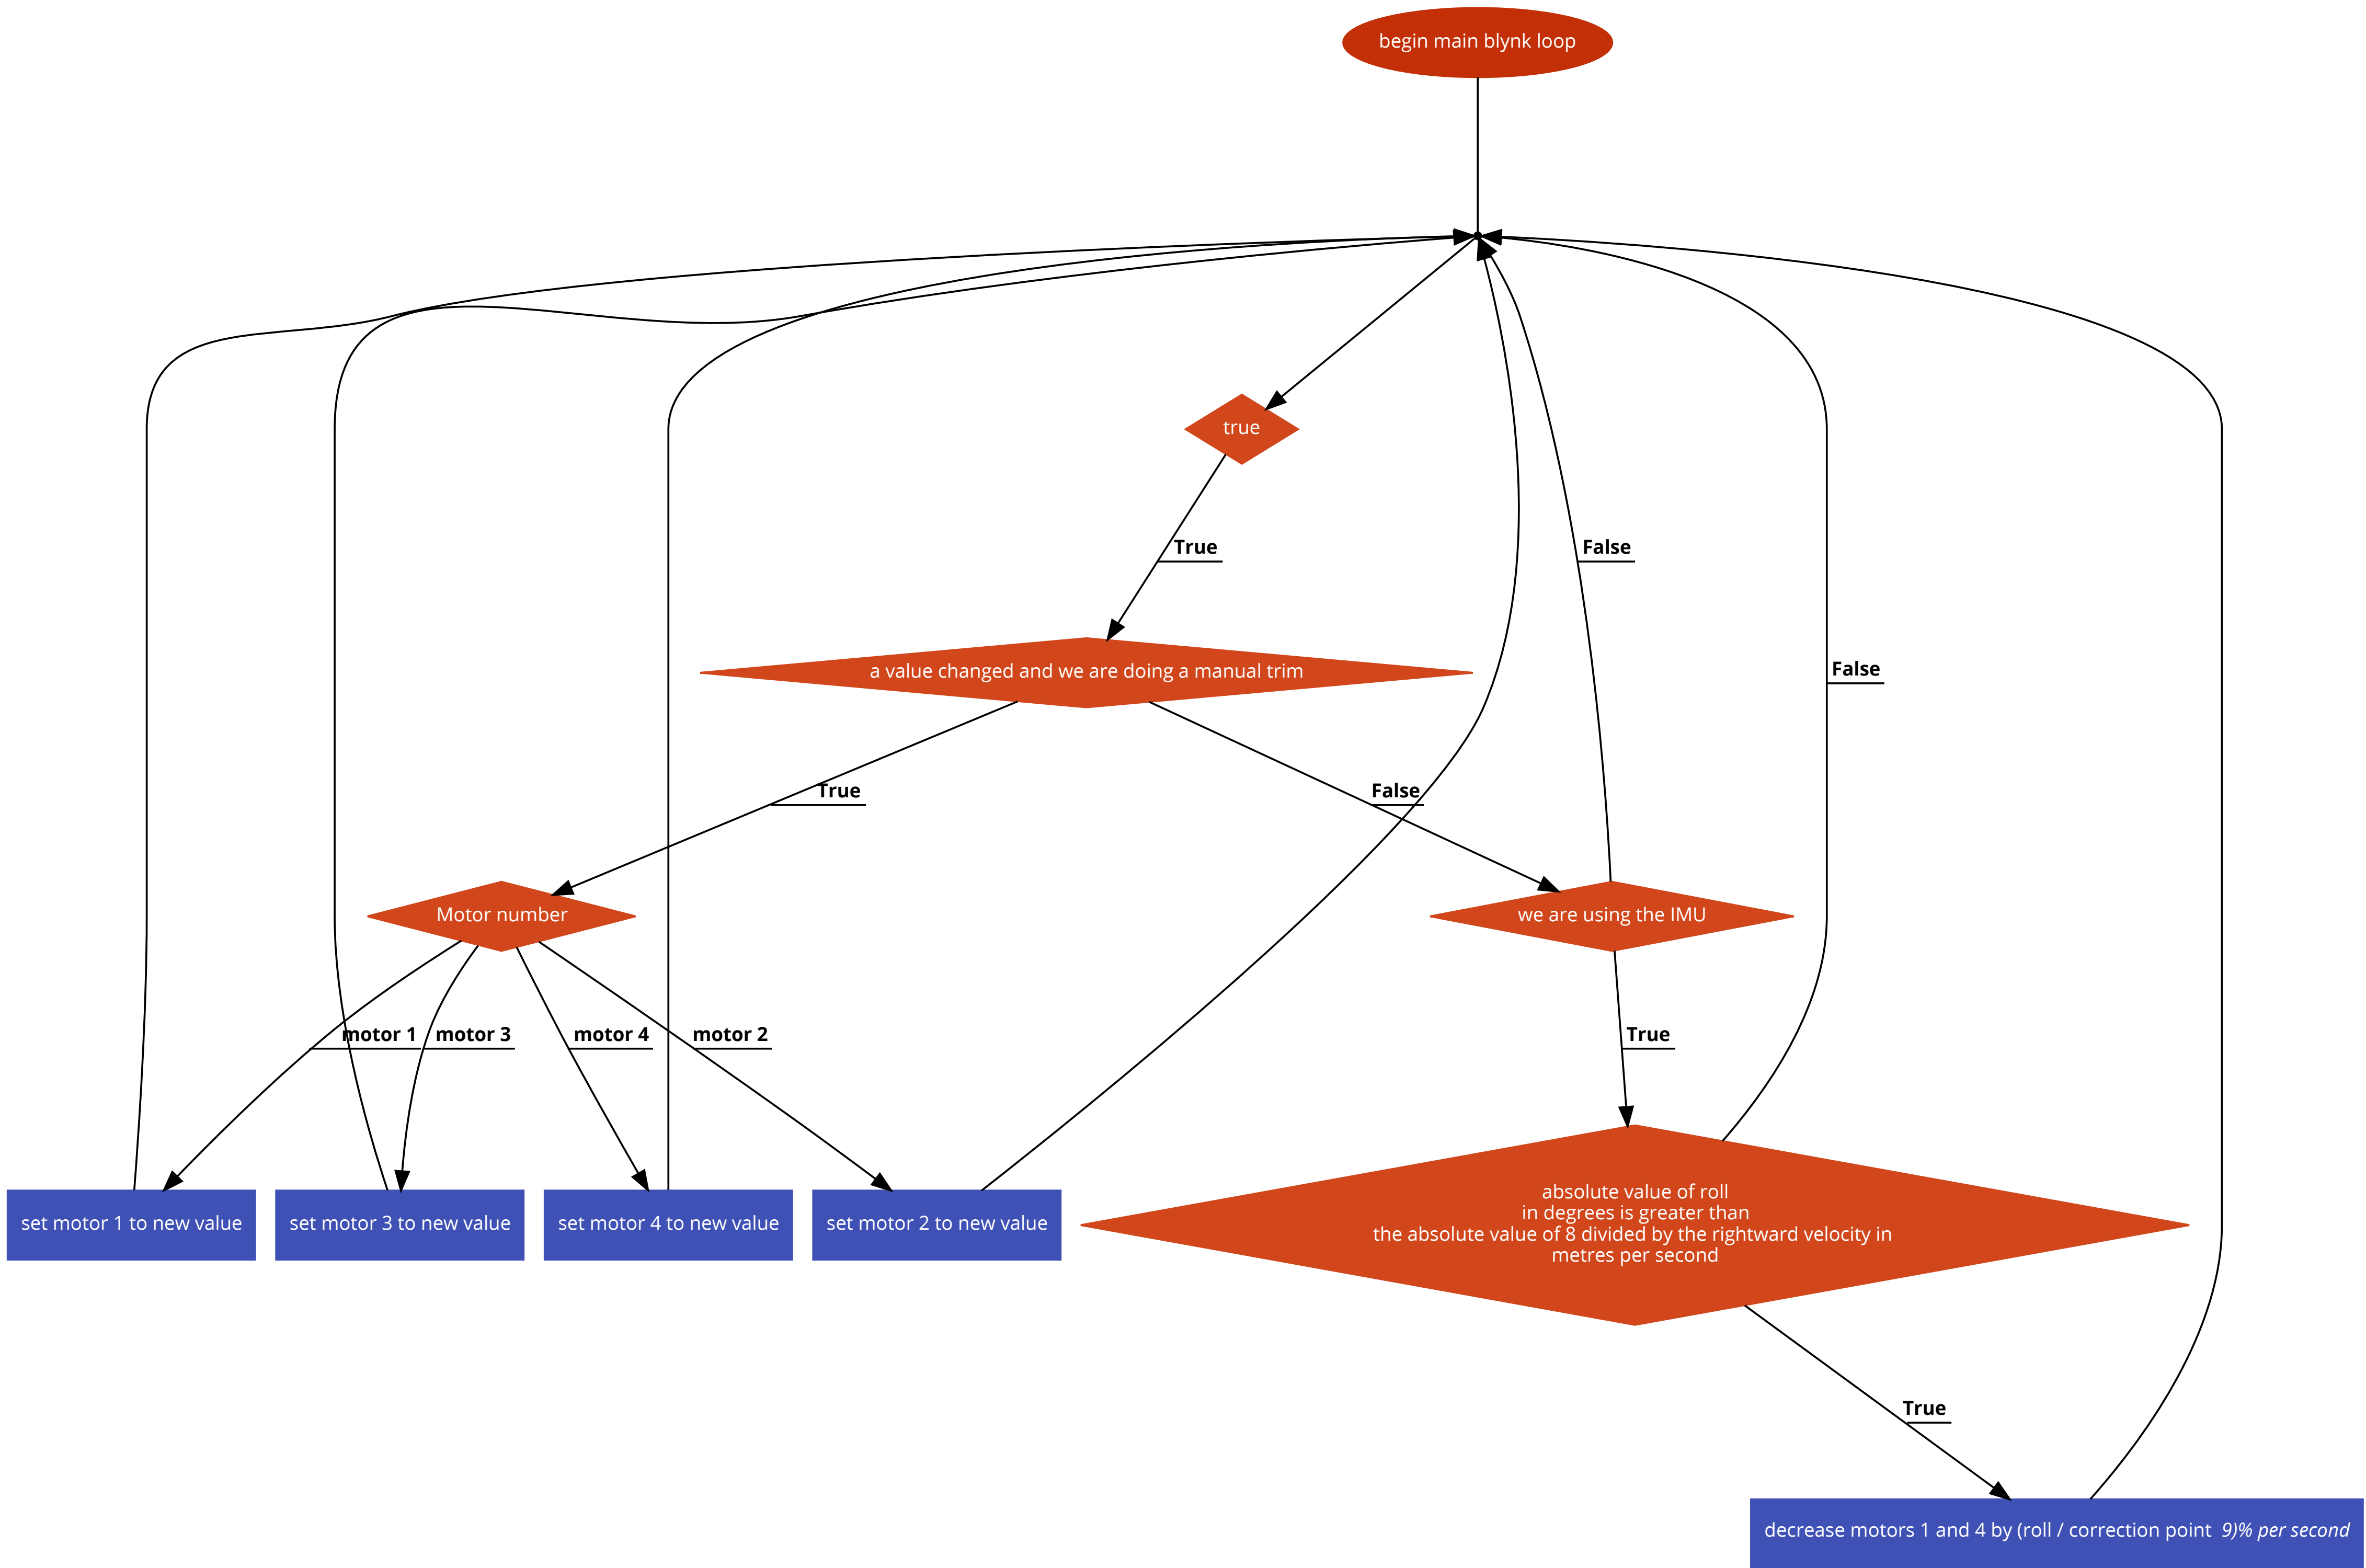 begin main blynk loop
true
True
False
a value changed and we are doing a manual trim
False
True
False
Motor number
we are using the IMU
motor 1
motor 3
motor 4
motor 2
True
absolute value of roll
in degrees is greater than
the absolute value of 8 divided by the rightward velocity in
metres per second
set motor 1 to new value
set motor 3 to new value
set motor 4 to new value
set motor 2 to new value
True
decrease motors 1 and 4 by (roll / correction point 9)% per second